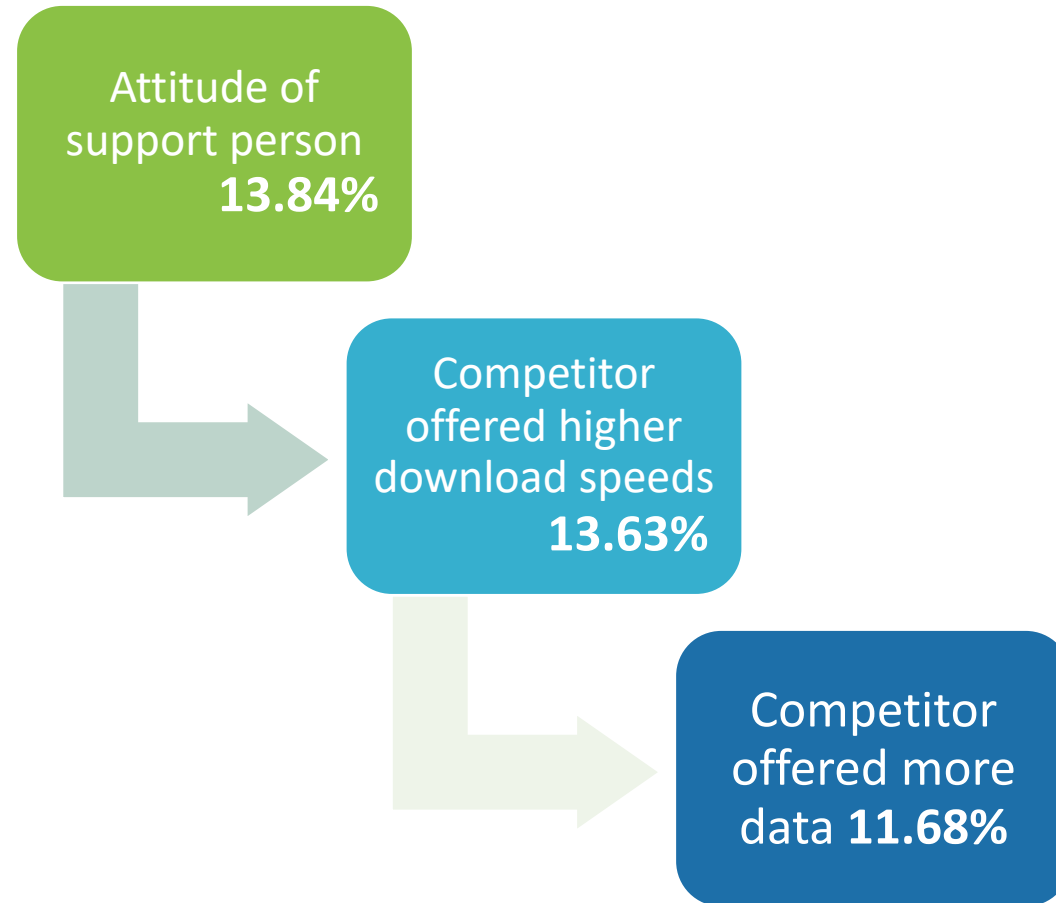 Attitude of
support person
13.84%
Competitor
offered higher
download speeds
13.63%
Competitor
offered more
data 11.68%